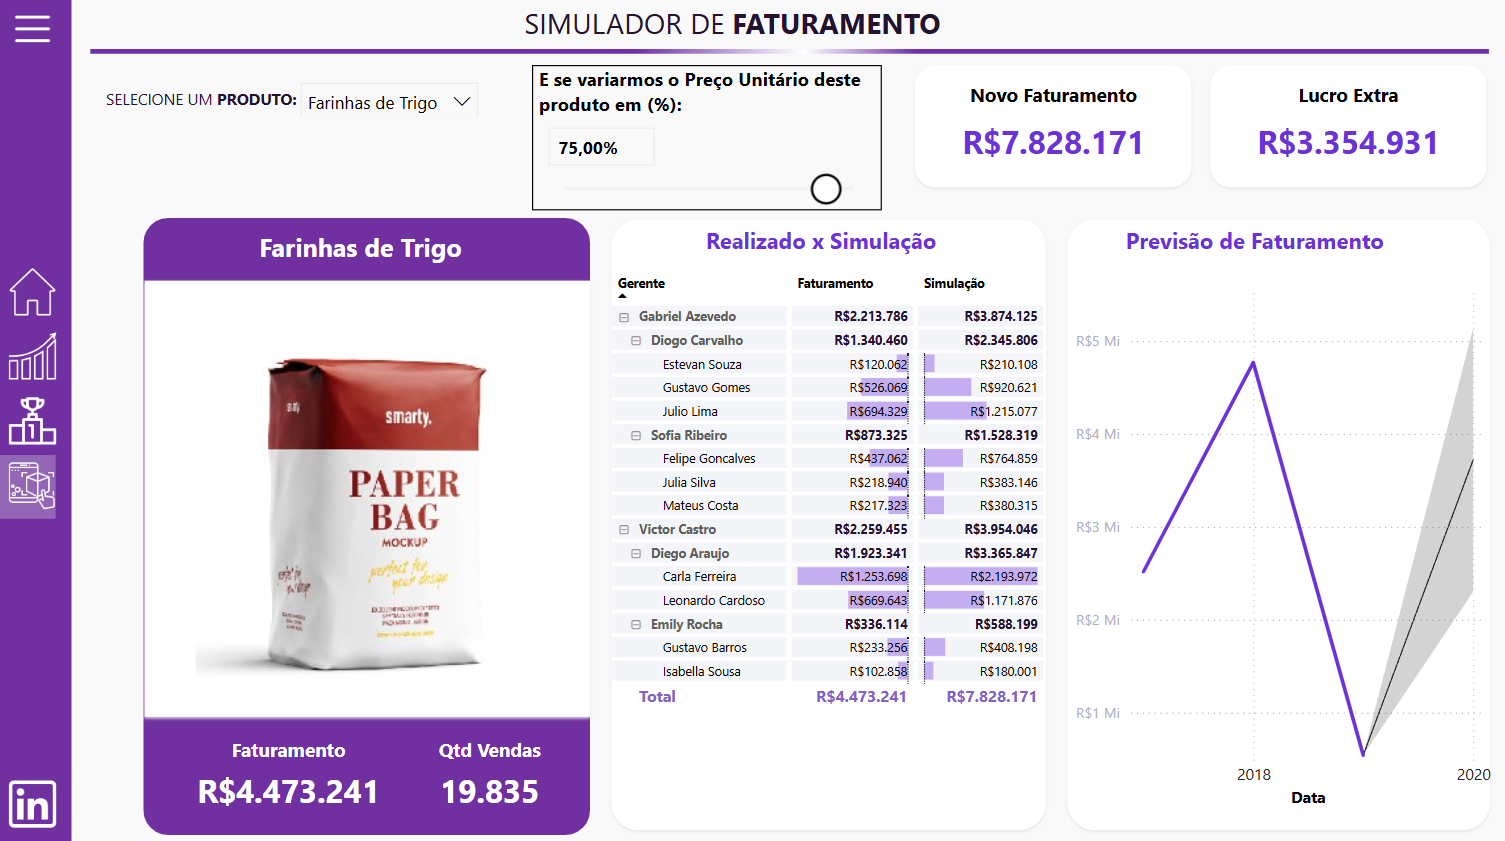 SIMULADOR DE FATURAMENTO
SELECIONE UM PRODUTO: Farinhas de Trigo
E se variarmos o Preço Unitário deste
produto em (%):
75,00%
Novo Faturamento
R$7.828.171
Lucro Extra
R$3.354.931
Farinhas de Trigo
smarty.
PAPER
BAG
MOCKUP
perfect for
your design
Faturamento
R$4.473.241
Qtd Vendas
19.835
Realizado x Simulação
Gerente Faturamento Simulação
Gabriel Azevedo R$2.213.786 R$3.874.125
Diogo Carvalho R$1.340.460 R$2.345.806
Estevan Souza R$120.062 R$210.108
Gustavo Gomes R$526.069 R$920.621
Julio Lima R$694.329 R$1.215.077
Sofia Ribeiro R$873.325 R$1.528.319
Felipe Goncalves R$437.062 R$764.859
Julia Silva R$218.940 R$383.146
Mateus Costa R$217.323 R$380.315
Victor Castro R$2.259.455 R$3.954.046
Diego Araujo R$1.923.341 R$3.365.847
Carla Ferreira R$1.253.698 R$2.193.972
Leonardo Cardoso R$669.643 R$1.171.876
Emily Rocha R$336.114 R$588.199
Gustavo Barros R$233.256 R$408.198
Isabella Sousa R$102.858 R$180.001
Total R$4.473.241 R$7.828.171
Previsão de Faturamento
R$5 Mi
R$4 Mi
R$3 Mi
R$2 Mi
R$1 Mi
2018 2020
Data
1
in